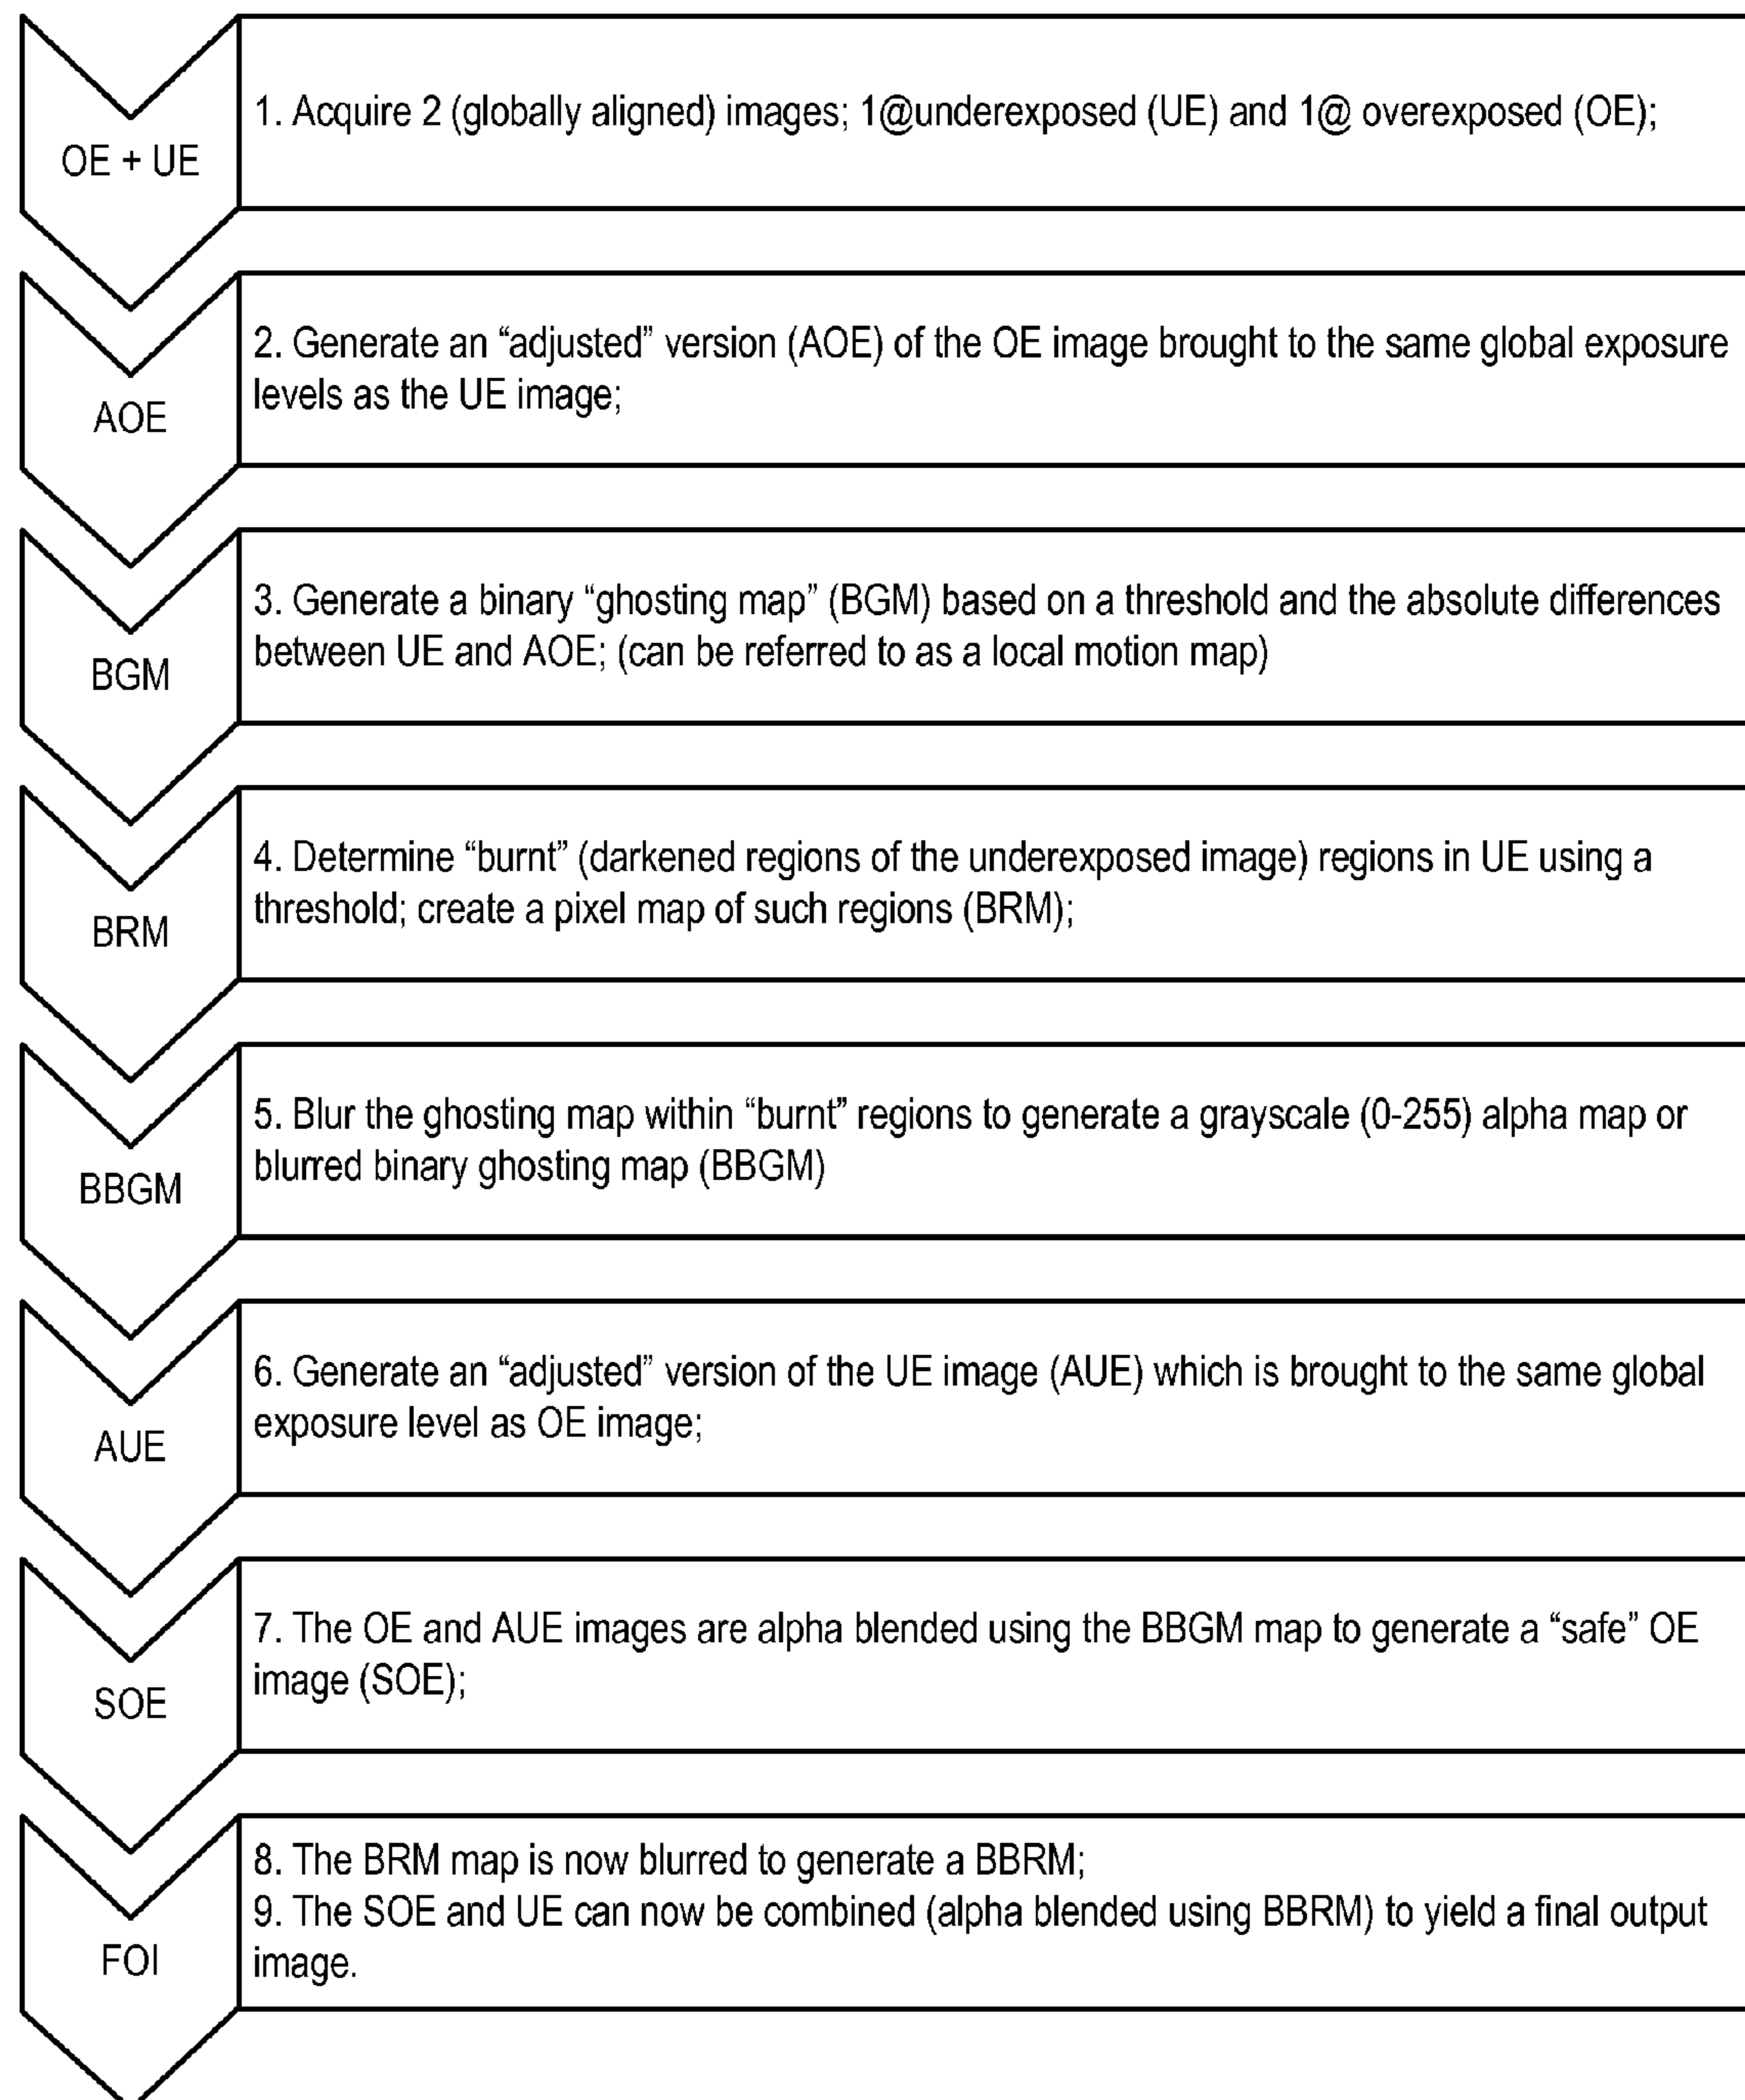 OE + UE
1. Acquire 2 (globally aligned) images; 1@underexposed (UE) and 1@ overexposed (OE);
AOE
2. Generate an “adjusted” version (AOE) of the OE image brought to the same global exposure
levels as the UE image;
BGM
3. Generate a binary “ghosting map” (BGM) based on a threshold and the absolute differences
between UE and AOE; (can be referred to as a local motion map)
BRM
4. Determine “burnt” (darkened regions of the underexposed image) regions in UE using a
threshold; create a pixel map of such regions (BRM);
BBGM
5. Blur the ghosting map within “burnt” regions to generate a grayscale (0-255) alpha map or
blurred binary ghosting map (BBGM)
AUE
6. Generate an “adjusted” version of the UE image (AUE) which is brought to the same global
exposure level as OE image;
SOE
7. The OE and AUE images are alpha blended using the BBGM map to generate a “safe” OE
image (SOE);
FOI
8. The BRM map is now blurred to generate a BBRM;
9. The SOE and UE can now be combined (alpha blended using BBRM) to yield a final output
image.